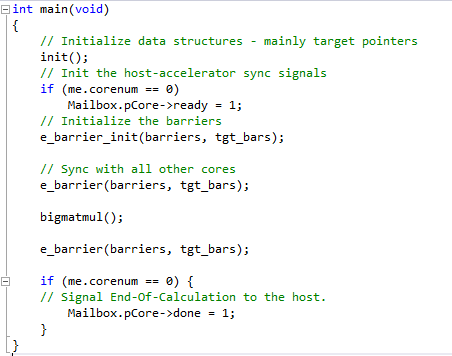 int main(void)
{
    // Initialize data structures - mainly target pointers
    init();
    // Init the host-accelerator sync signals
    if (me.corenum == 0)
        Mailbox.pCore->ready = 1;
    // Initialize the barriers
    e_barrier_init(barriers, tgt_bars);

    // Sync with all other cores
    e_barrier(barriers, tgt_bars);

    bigmatmul();

    e_barrier(barriers, tgt_bars);

    if (me.corenum == 0) {
    // Signal End-Of-Calculation to the host.
        Mailbox.pCore->done = 1;
    }
}